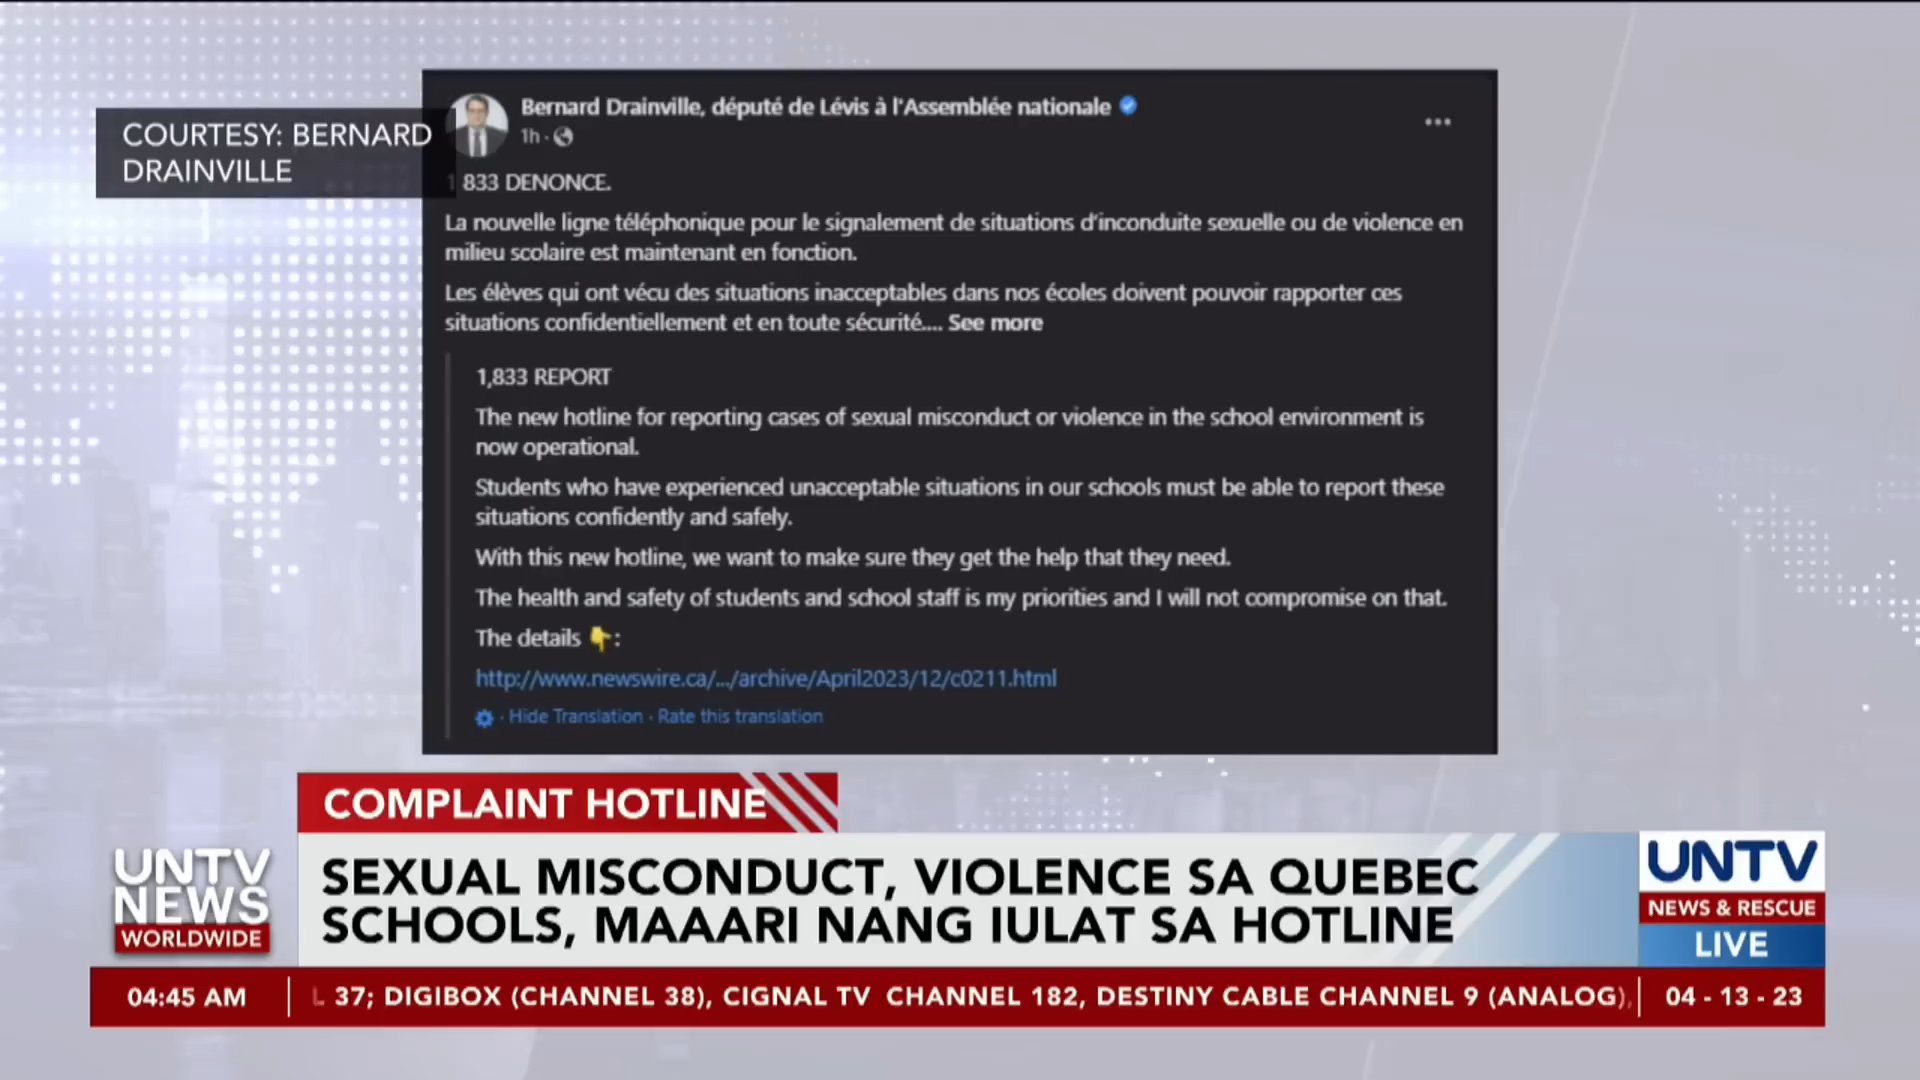 COURTESY: BERNARD
DRAINVILLE
Bernard Drainville, député de Lévis à l'Assemblée nationale
1h ·
1 833 DENONCE.
La nouvelle ligne téléphonique pour le signalement de situations d'inconduite sexuelle ou de violence en
milieu scolaire est maintenant en fonction.
Les élèves qui ont vécu des situations inacceptables dans nos écoles doivent pouvoir rapporter ces
situations confidentiellement et en toute sécurité.... See more
1,833 REPORT
The new hotline for reporting cases of sexual misconduct or violence in the school environment is
now operational.
Students who have experienced unacceptable situations in our schools must be able to report these
situations confidently and safely.
With this new hotline, we want to make sure they get the help that they need.
The health and safety of students and school staff is my priorities and I will not compromise on that.
The details 👇:
http://www.newswire.ca/.../archive/April2023/12/c0211.html
· Hide Translation · Rate this translation
COMPLAINT HOTLINE
SEXUAL MISCONDUCT, VIOLENCE SA QUEBEC
SCHOOLS, MAAARI NANG IULAT SA HOTLINE
UNTV
NEWS
WORLDWIDE
UNTV
NEWS & RESCUE
LIVE
04:45 AM
L 37; DIGIBOX (CHANNEL 38), CIGNAL TV CHANNEL 182, DESTINY CABLE CHANNEL 9 (ANALOG),
04 - 13 - 23